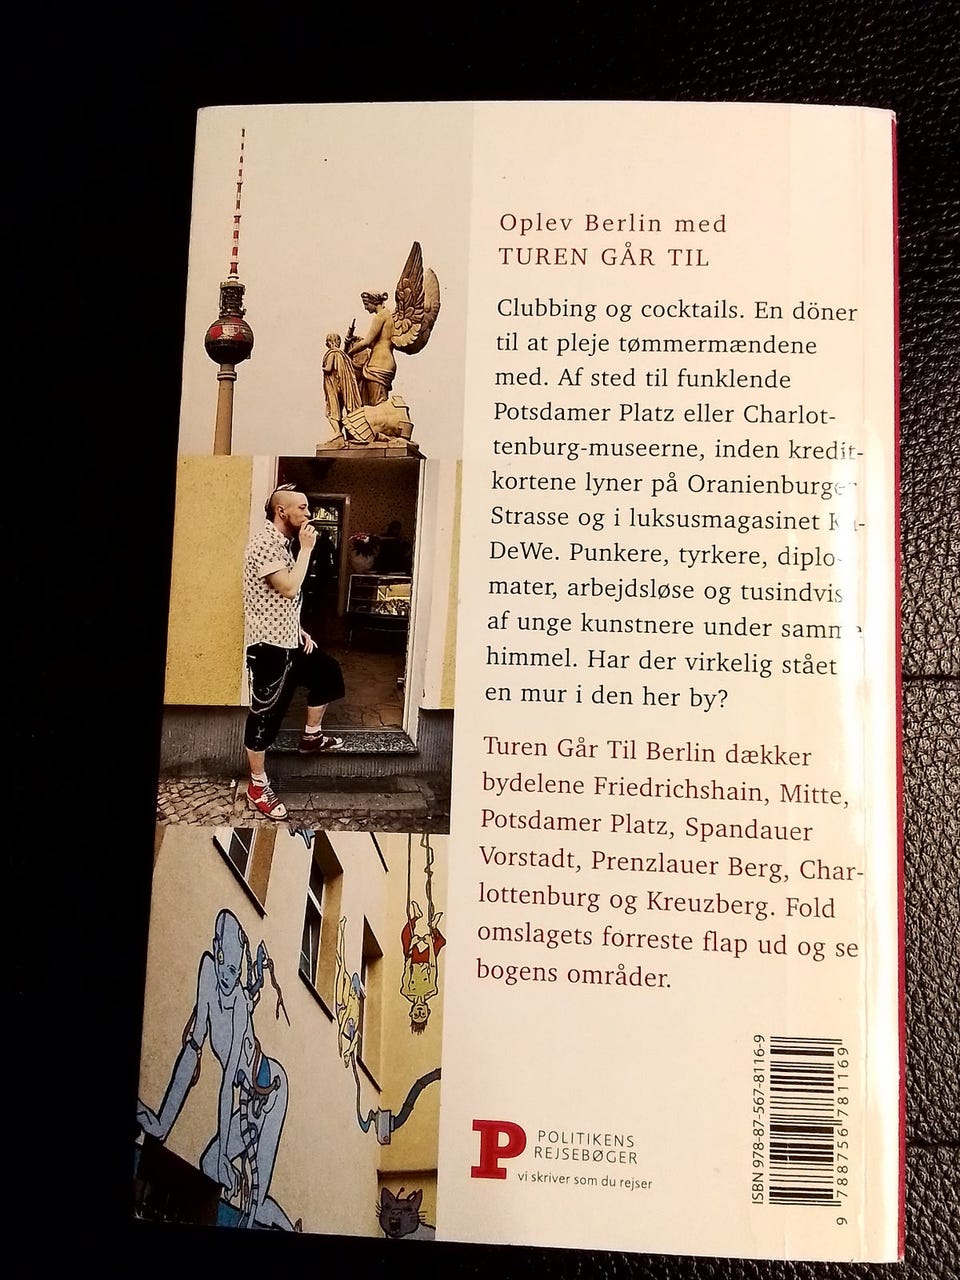 Oplev Berlin med
TUREN GÅR TIL
Clubbing og cocktails. En döner
til at pleje tømmermændene
med. Af sted til funklende
Potsdamer Platz eller Charlot-
tenburg-museerne, inden kredit-
kortene lyner på Oranienburger
Strasse og i luksusmagasinet Ka-
DeWe. Punkere, tyrkere, diplo-
mater, arbejdsløse og tusindvis
af unge kunstnere under samme
himmel. Har der virkelig stået
en mur i den her by?
Turen Går Til Berlin dækker
bydelene Friedrichshain, Mitte,
Potsdamer Platz, Spandauer
Vorstadt, Prenzlauer Berg, Char-
lottenburg og Kreuzberg. Fold
omslagets forreste flap ud og se
bogens områder.
P POLITIKENS
REJSEBØGER
vi skriver som du rejser
ISBN 978-87-567-8116-9
9 788756 781169